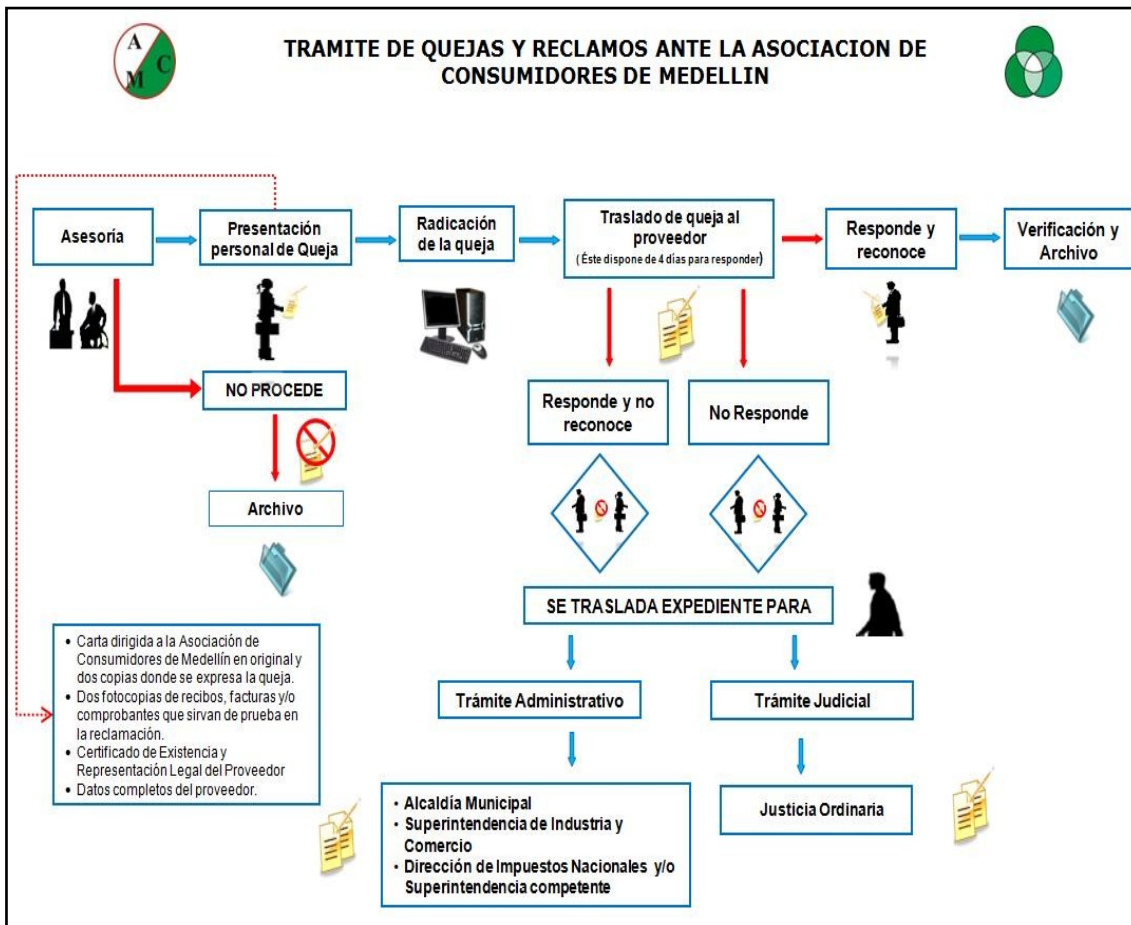 A
C
M
TRAMITE DE QUEJAS Y RECLAMOS ANTE LA ASOCIACION DE
CONSUMIDORES DE MEDELLIN
Asesoría
Presentación
personal de Queja
Radicación
de la queja
Traslado de queja al
proveedor
( Éste dispone de 4 días para responder)
Responde y
reconoce
Verificación y
Archivo
NO PROCEDE
Archivo
Responde y no
reconoce
No Responde
SE TRASLADA EXPEDIENTE PARA
• Carta dirigida a la Asociación de
Consumidores de Medellín en original y
dos copias donde se expresa la queja.
• Dos fotocopias de recibos, facturas y/o
comprobantes que sirvan de prueba en
la reclamación.
• Certificado de Existencia y
Representación Legal del Proveedor
• Datos completos del proveedor.
Trámite Administrativo
Trámite Judicial
• Alcaldía Municipal
• Superintendencia de Industria y
Comercio
• Dirección de Impuestos Nacionales y/o
Superintendencia competente
Justicia Ordinaria